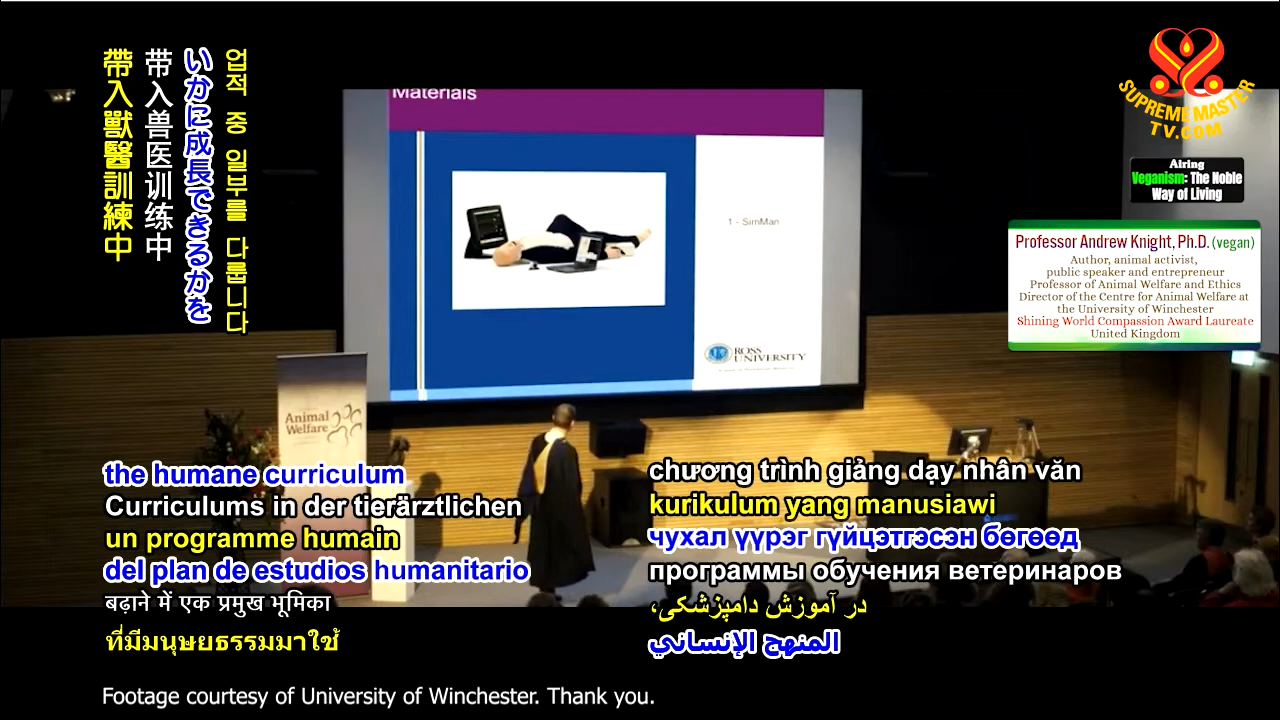 帶入獸醫訓練中
带入兽医训练中
いかに成長できるかを
업적 중 일부를 다룹니다
Materials
1 - SimMan
ROSS
UNIVERSITY
Animal
Welfare
SUPREME MASTER
TV.COM
Airing
Veganism: The Noble
Way of Living
Professor Andrew Knight, Ph.D. (vegan)
Author, animal activist,
public speaker and entrepreneur
Professor of Animal Welfare and Ethics
Director of the Centre for Animal Welfare at
the University of Winchester
Shining World Compassion Award Laureate
United Kingdom
the humane curriculum
Curriculums in der tierärztlichen
un programme humain
del plan de estudios humanitario
बढ़ाने में एक प्रमुख भूमिका
ที่มีมนุษยธรรมมาใช้
chương trình giảng dạy nhân văn
kurikulum yang manusiawi
чухал үүрэг гүйцэтгэсэн бөгөөд
программы обучения ветеринаров
در آموزش دامپزشکی،
المنهج الإنساني
Footage courtesy of University of Winchester. Thank you.